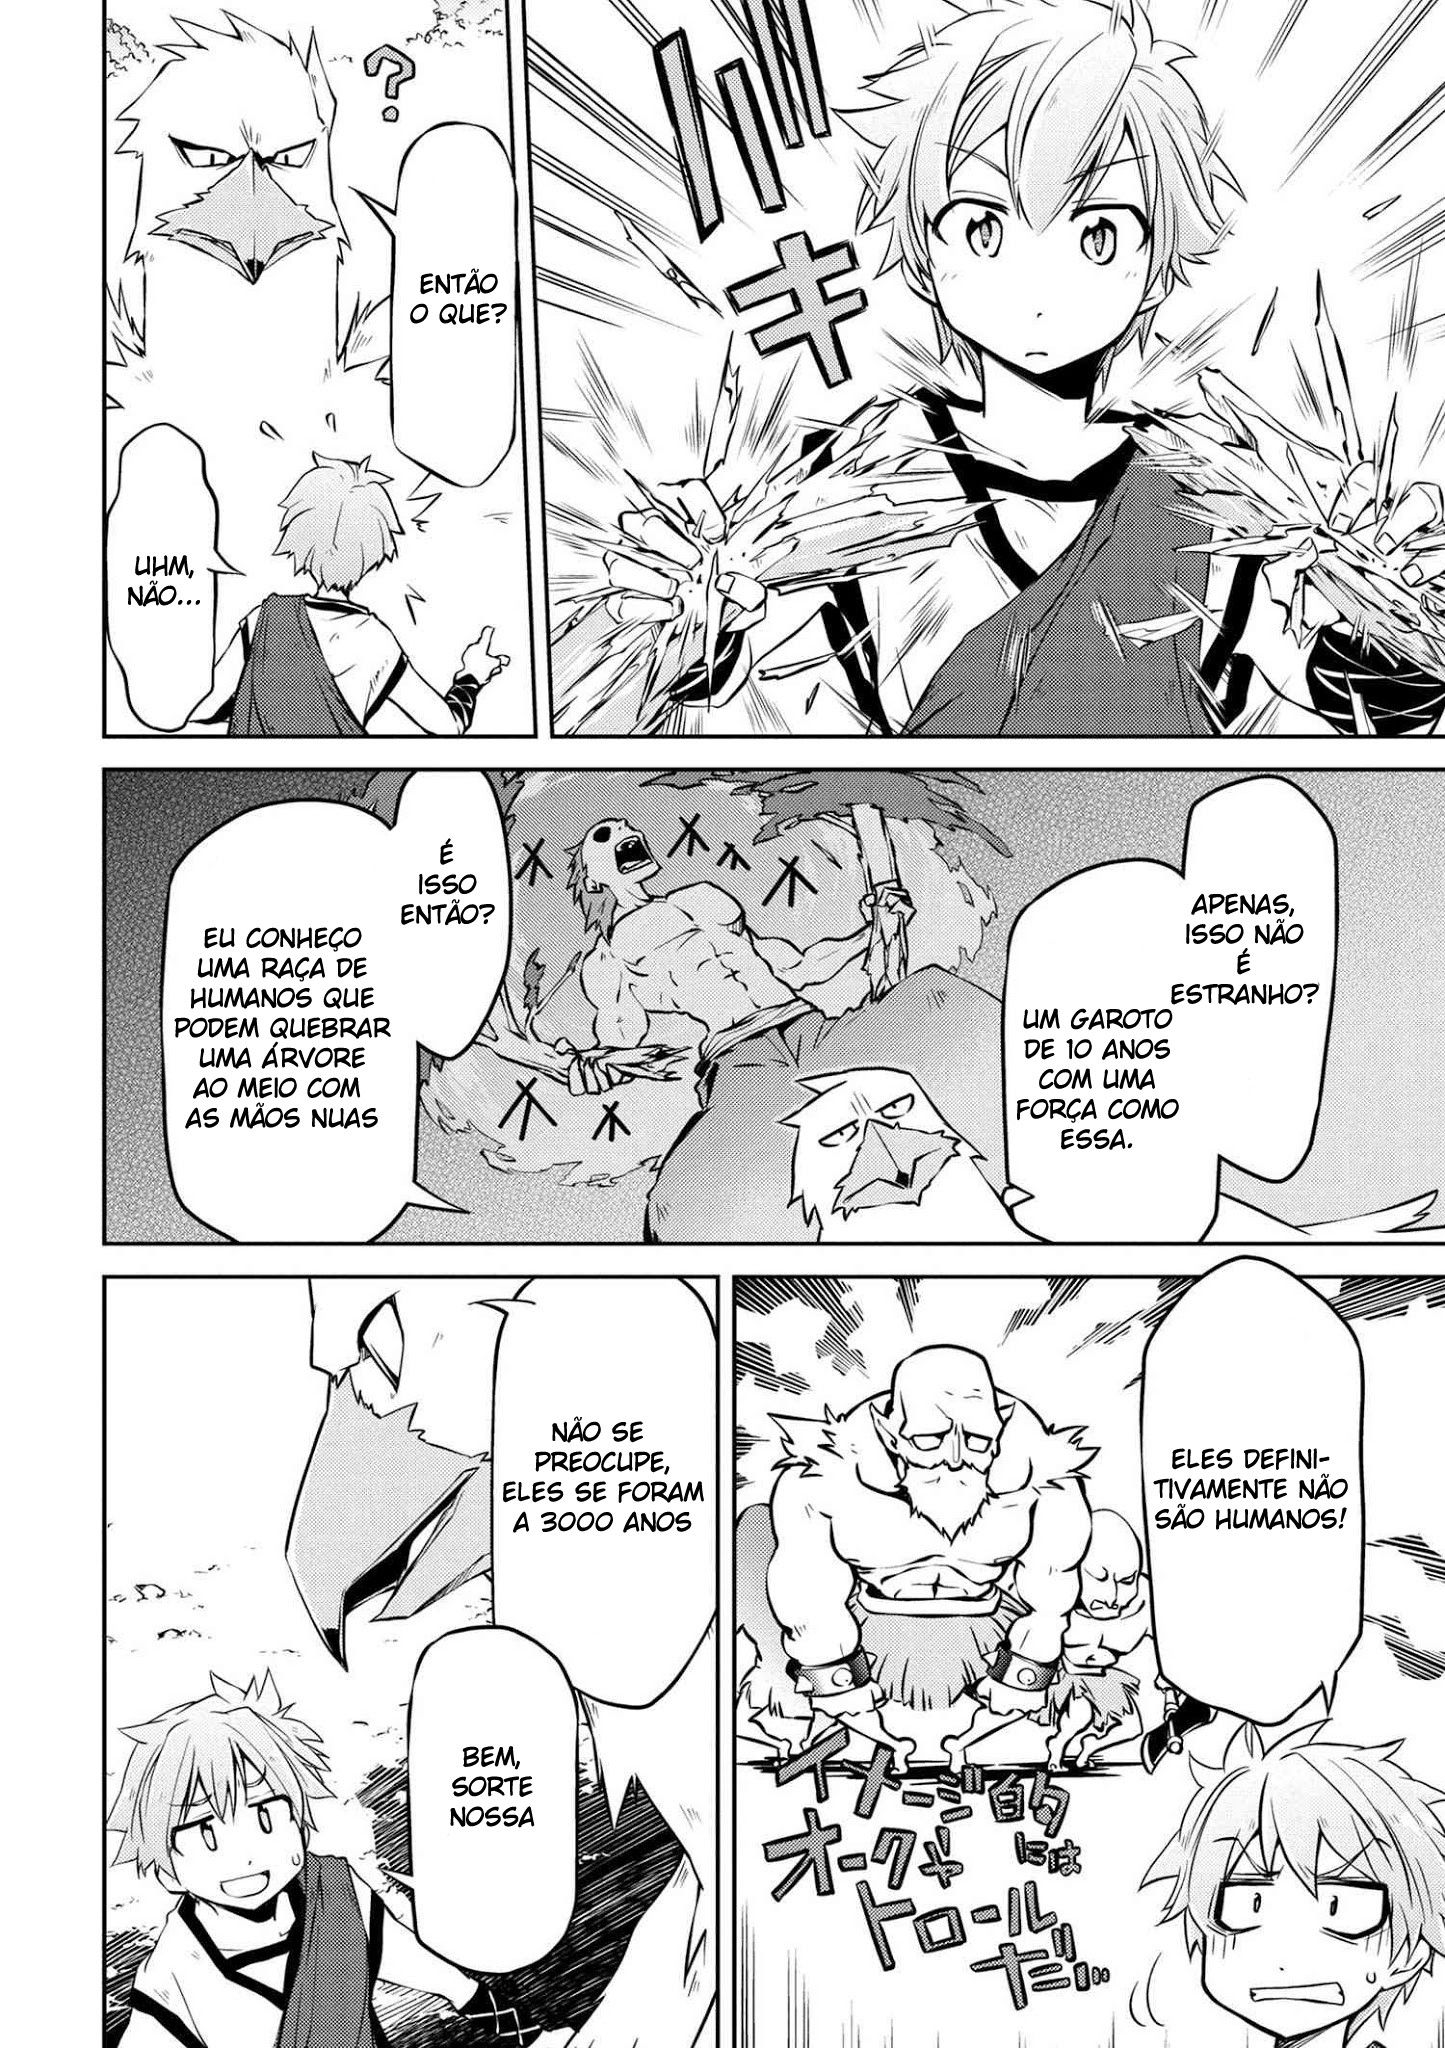 バキ
?
ENTÃO
O QUE?
UHM,
NÃO...
APENAS,
ISSO NÃO
É
ESTRANHO?
UM GAROTO
DE 10 ANOS
COM UMA
FORÇA COMO
ESSA.
É
ISSO
ENTÃO?
EU CONHEÇO
UMA RAÇA DE
HUMANOS QUE
PODEM QUEBRAR
UMA ÁRVORE
AO MEIO COM
AS MÃOS NUAS
ELES DEFINI-
TIVAMENTE NÃO
SÃO HUMANOS!
イメージ的
には
オークや
トロール
だ!!!
NÃO SE
PREOCUPE,
ELES SE FORAM
A 3000 ANOS
BEM,
SORTE
NOSSA